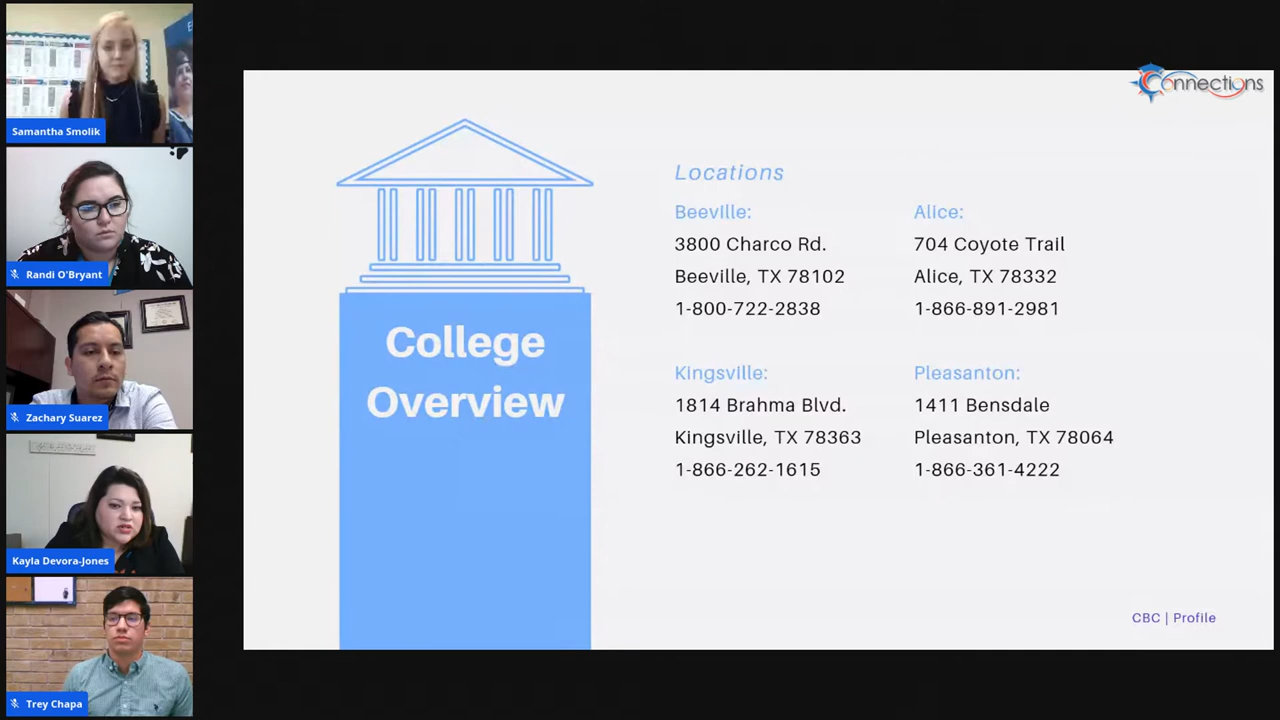 Samantha Smolik
Randi O'Bryant
Zachary Suarez
Kayla Devora-Jones
Trey Chapa
Connections
College
Overview
Locations
Beeville:
3800 Charco Rd.
Beeville, TX 78102
1-800-722-2838
Alice:
704 Coyote Trail
Alice, TX 78332
1-866-891-2981
Kingsville:
1814 Brahma Blvd.
Kingsville, TX 78363
1-866-262-1615
Pleasanton:
1411 Bensdale
Pleasanton, TX 78064
1-866-361-4222
CBC | Profile